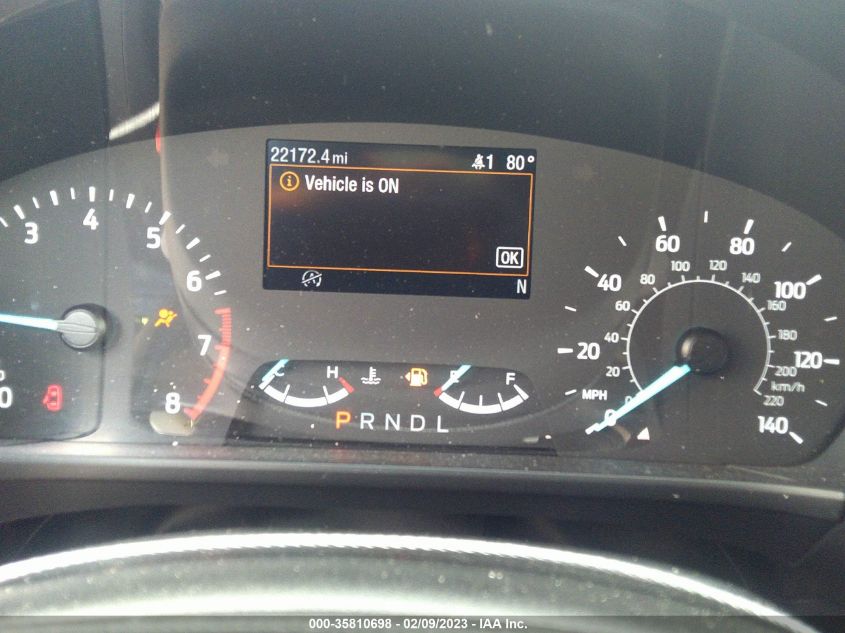 22172.4 mi 1 80°
Vehicle is ON
OK
N
3 4 5 6 7 8
0
C H E F
P R N D L
0 20 40 60 80 100 120 140
MPH
0 20 40 60 80 100 120 140 160 180 200 220
km/h
000-35810698 - 02/09/2023 - IAA Inc.